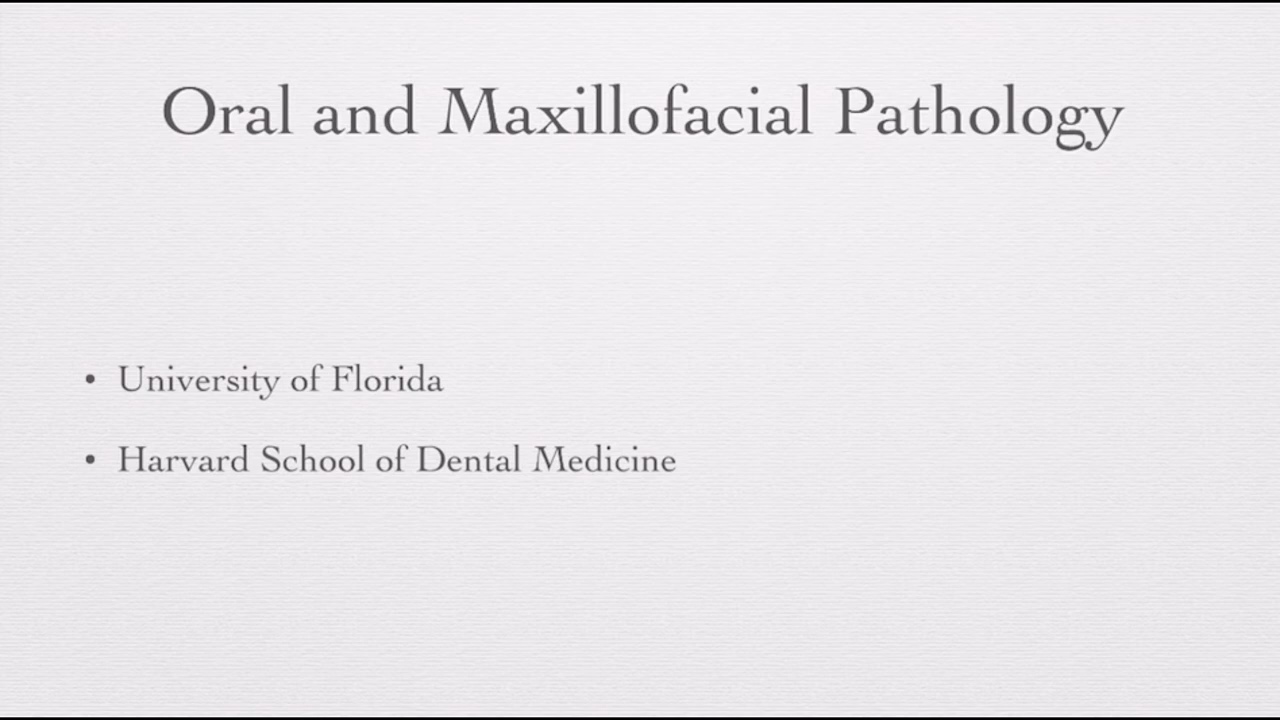 Oral and Maxillofacial Pathology
• University of Florida
• Harvard School of Dental Medicine